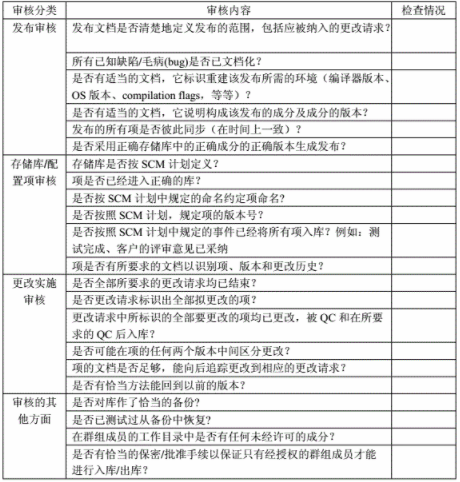 审核分类 审核内容 检查情况
发布审核 发布文档是否清楚地定义发布的范围，包括应被纳入的更改请求？
所有已知缺陷/毛病(bug)是否已文档化？
是否有适当的文档，它标识重建该发布所需的环境（编译器版本、
OS 版本、compilation flags，等等）？
是否有适当的文档，它说明构成该发布的成分及成分的版本？
发布的所有项是否彼此同步（在时间上一致）？
是否采用正确存储库中的正确成分的正确版本生成发布？
存储库/配
置项审核
存储库是否按 SCM 计划定义？
项是否已经进入正确的库？
是否按 SCM 计划中规定的命名约定项命名?
是否按照 SCM 计划，规定项的版本号？
是否按照 SCM 计划中规定的事件已经将所有项入库？例如：测
试完成、客户的评审意见已采纳
项是否有所要求的文档以识别项、版本和更改历史？
更改实施
审核
是否全部所要求的更改请求均已结束？
是否更改请求标识出全部拟更改的项？
更改请求中所标识的全部要更改的项均已更改，被 QC 和在所要
求的 QC 后入库？
是否可能在项的任何两个版本中间区分更改？
项的文档是否足够，能向后追踪更改到相应的更改请求？
是否有恰当方法能回到以前的版本？
审核的其
他方面
是否对库作了恰当的备份?
是否已测试过从备份中恢复?
在群组成员的工作目录中是否有任何未经许可的成分？
是否有恰当的保密/批准手续以保证只有经授权的群组成员才能
进行入库/出库？